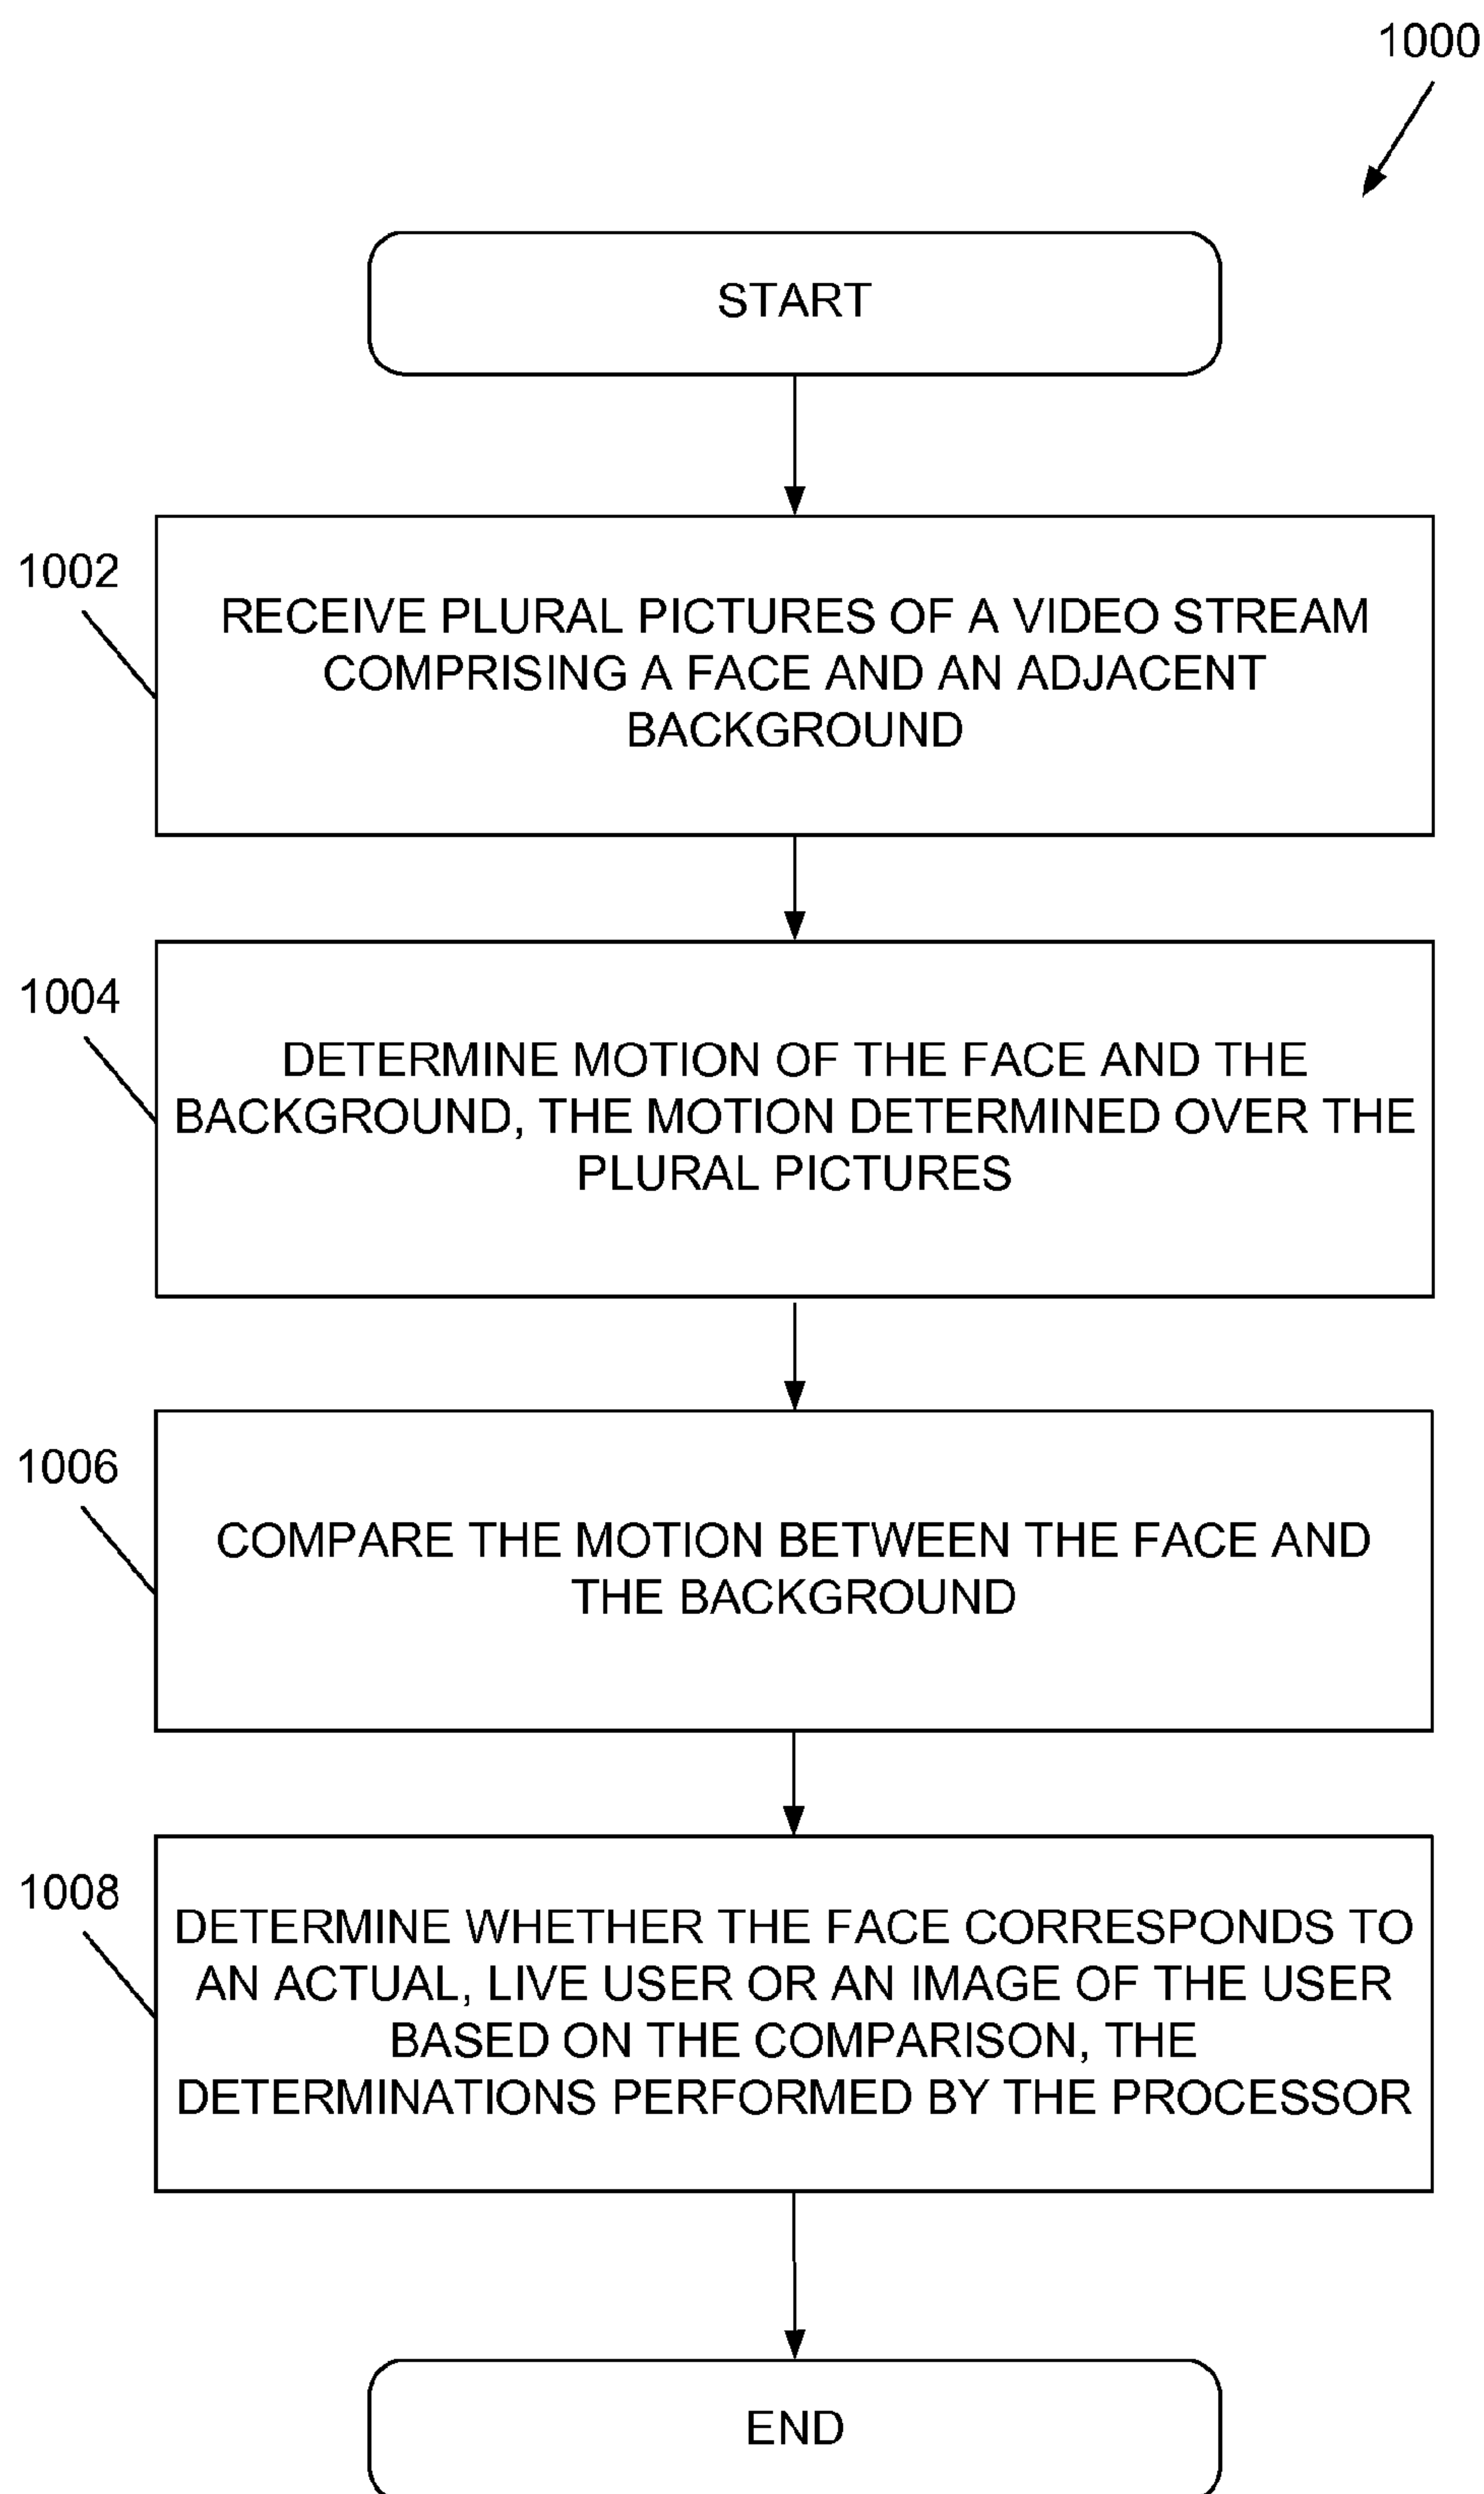 1000
START
1002
RECEIVE PLURAL PICTURES OF A VIDEO STREAM
COMPRISING A FACE AND AN ADJACENT
BACKGROUND
1004
DETERMINE MOTION OF THE FACE AND THE
BACKGROUND, THE MOTION DETERMINED OVER THE
PLURAL PICTURES
1006
COMPARE THE MOTION BETWEEN THE FACE AND
THE BACKGROUND
1008
DETERMINE WHETHER THE FACE CORRESPONDS TO
AN ACTUAL, LIVE USER OR AN IMAGE OF THE USER
BASED ON THE COMPARISON, THE
DETERMINATIONS PERFORMED BY THE PROCESSOR
END